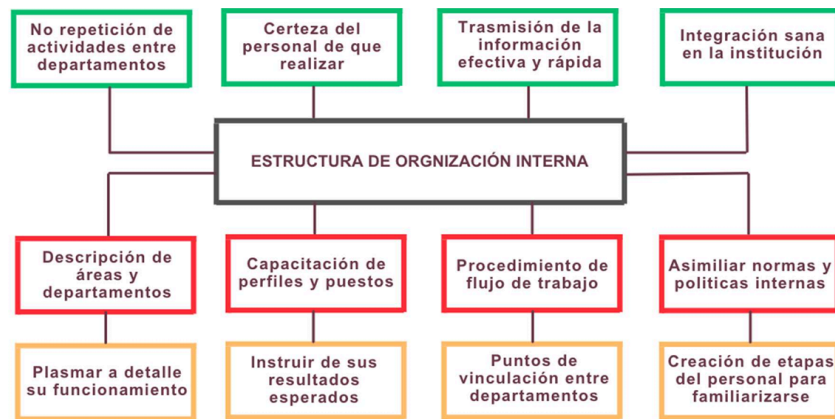 No repetición de
actividades entre
departamentos
Certeza del
personal de que
realizar
Trasmisión de la
información
efectiva y rápida
Integración sana
en la institución
ESTRUCTURA DE ORGNIZACIÓN INTERNA
Descripción de
áreas y
departamentos
Capacitación de
perfiles y puestos
Procedimiento de
flujo de trabajo
Asimiliar normas y
politicas internas
Plasmar a detalle
su funcionamiento
Instruir de sus
resultados
esperados
Puntos de
vinculación entre
departamentos
Creación de etapas
del personal para
familiarizarse